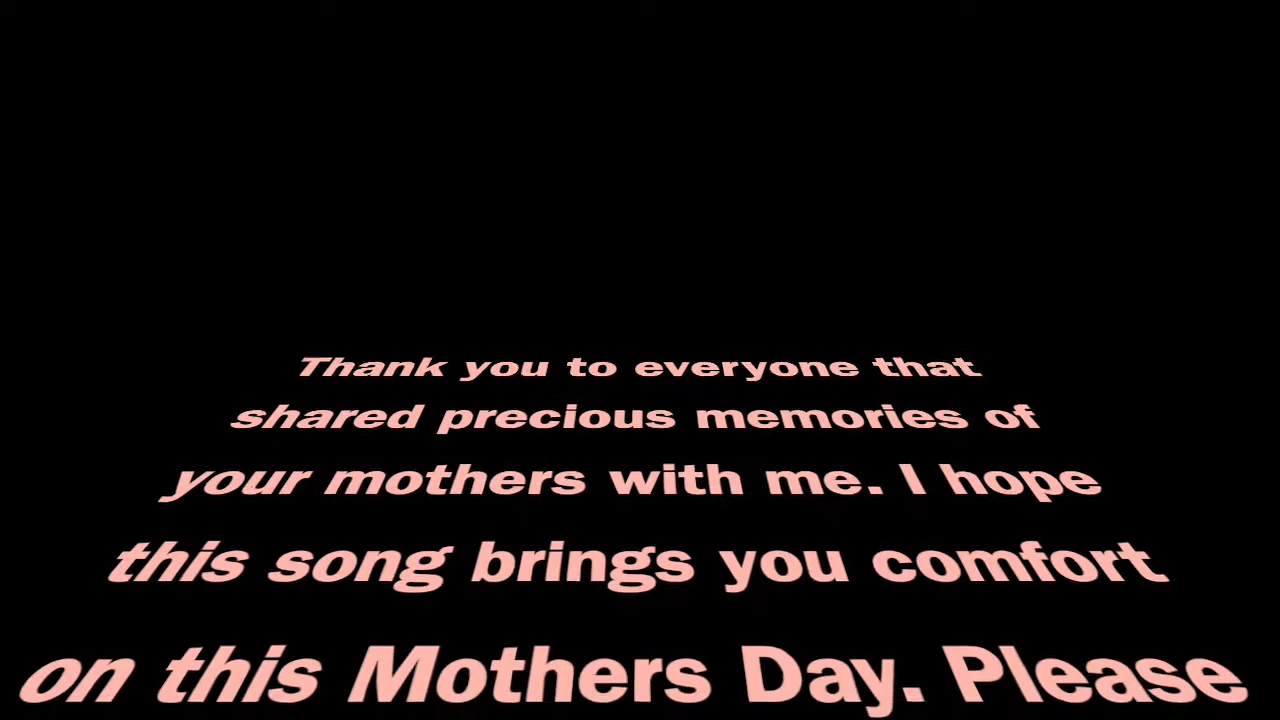 Thank you to everyone that
shared precious memories of
your mothers with me. I hope
this song brings you comfort
on this Mothers Day. Please